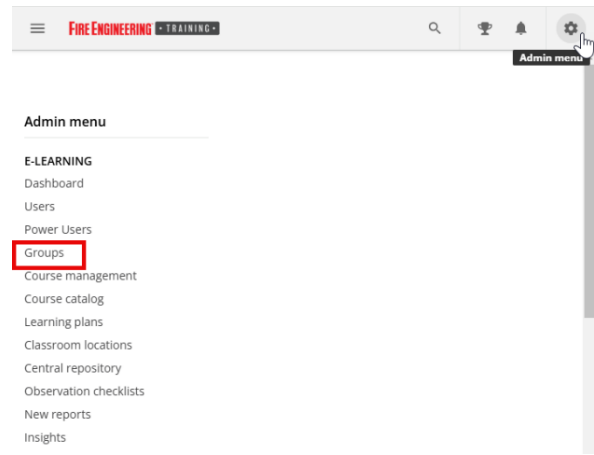 FIRE ENGINEERING • TRAINING •
Admin menu
Admin menu
E-LEARNING
Dashboard
Users
Power Users
Groups
Course management
Course catalog
Learning plans
Classroom locations
Central repository
Observation checklists
New reports
Insights